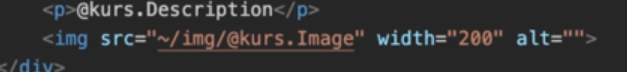 <p>@kurs.Description</p>
<img src="~/img/@kurs.Image" width="200" alt="">
</div>